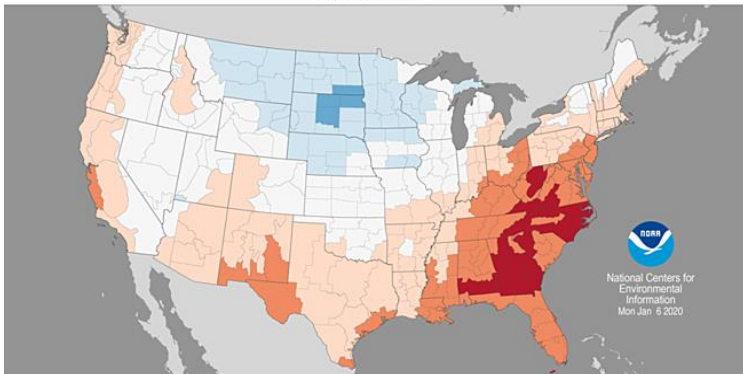 NOAA
National Centers for
Environmental
Information
Mon Jan 6 2020